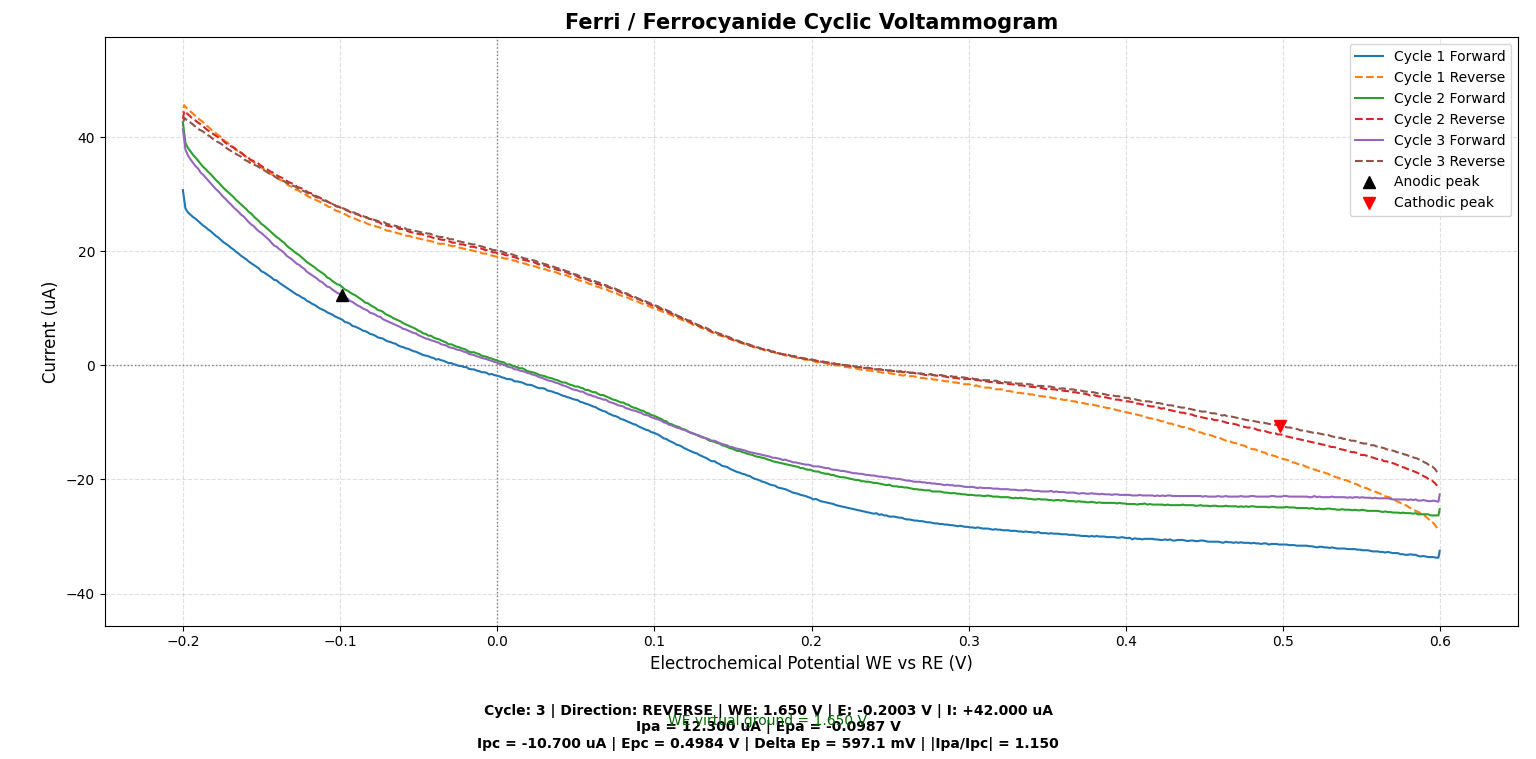 Ferri / Ferrocyanide Cyclic Voltammogram
Current (uA)
40
20
0
−20
−40
Cycle 1 Forward
Cycle 1 Reverse
Cycle 2 Forward
Cycle 2 Reverse
Cycle 3 Forward
Cycle 3 Reverse
Anodic peak
Cathodic peak
−0.2 −0.1 0.0 0.1 0.2 0.3 0.4 0.5 0.6
Electrochemical Potential WE vs RE (V)
Cycle: 3 | Direction: REVERSE | WE: 1.650 V | E: -0.2003 V | I: +42.000 uA
WE virtual ground = 1.650 V
Ipa = 12.300 uA | Epa = -0.0987 V
Ipc = -10.700 uA | Epc = 0.4984 V | Delta Ep = 597.1 mV | |Ipa/Ipc| = 1.150